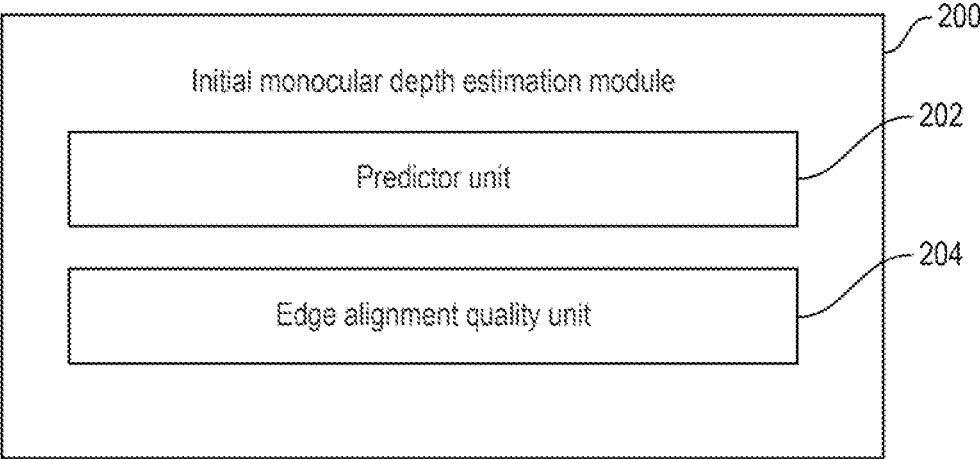 200
Initial monocular depth estimation module
202
Predictor unit
204
Edge alignment quality unit